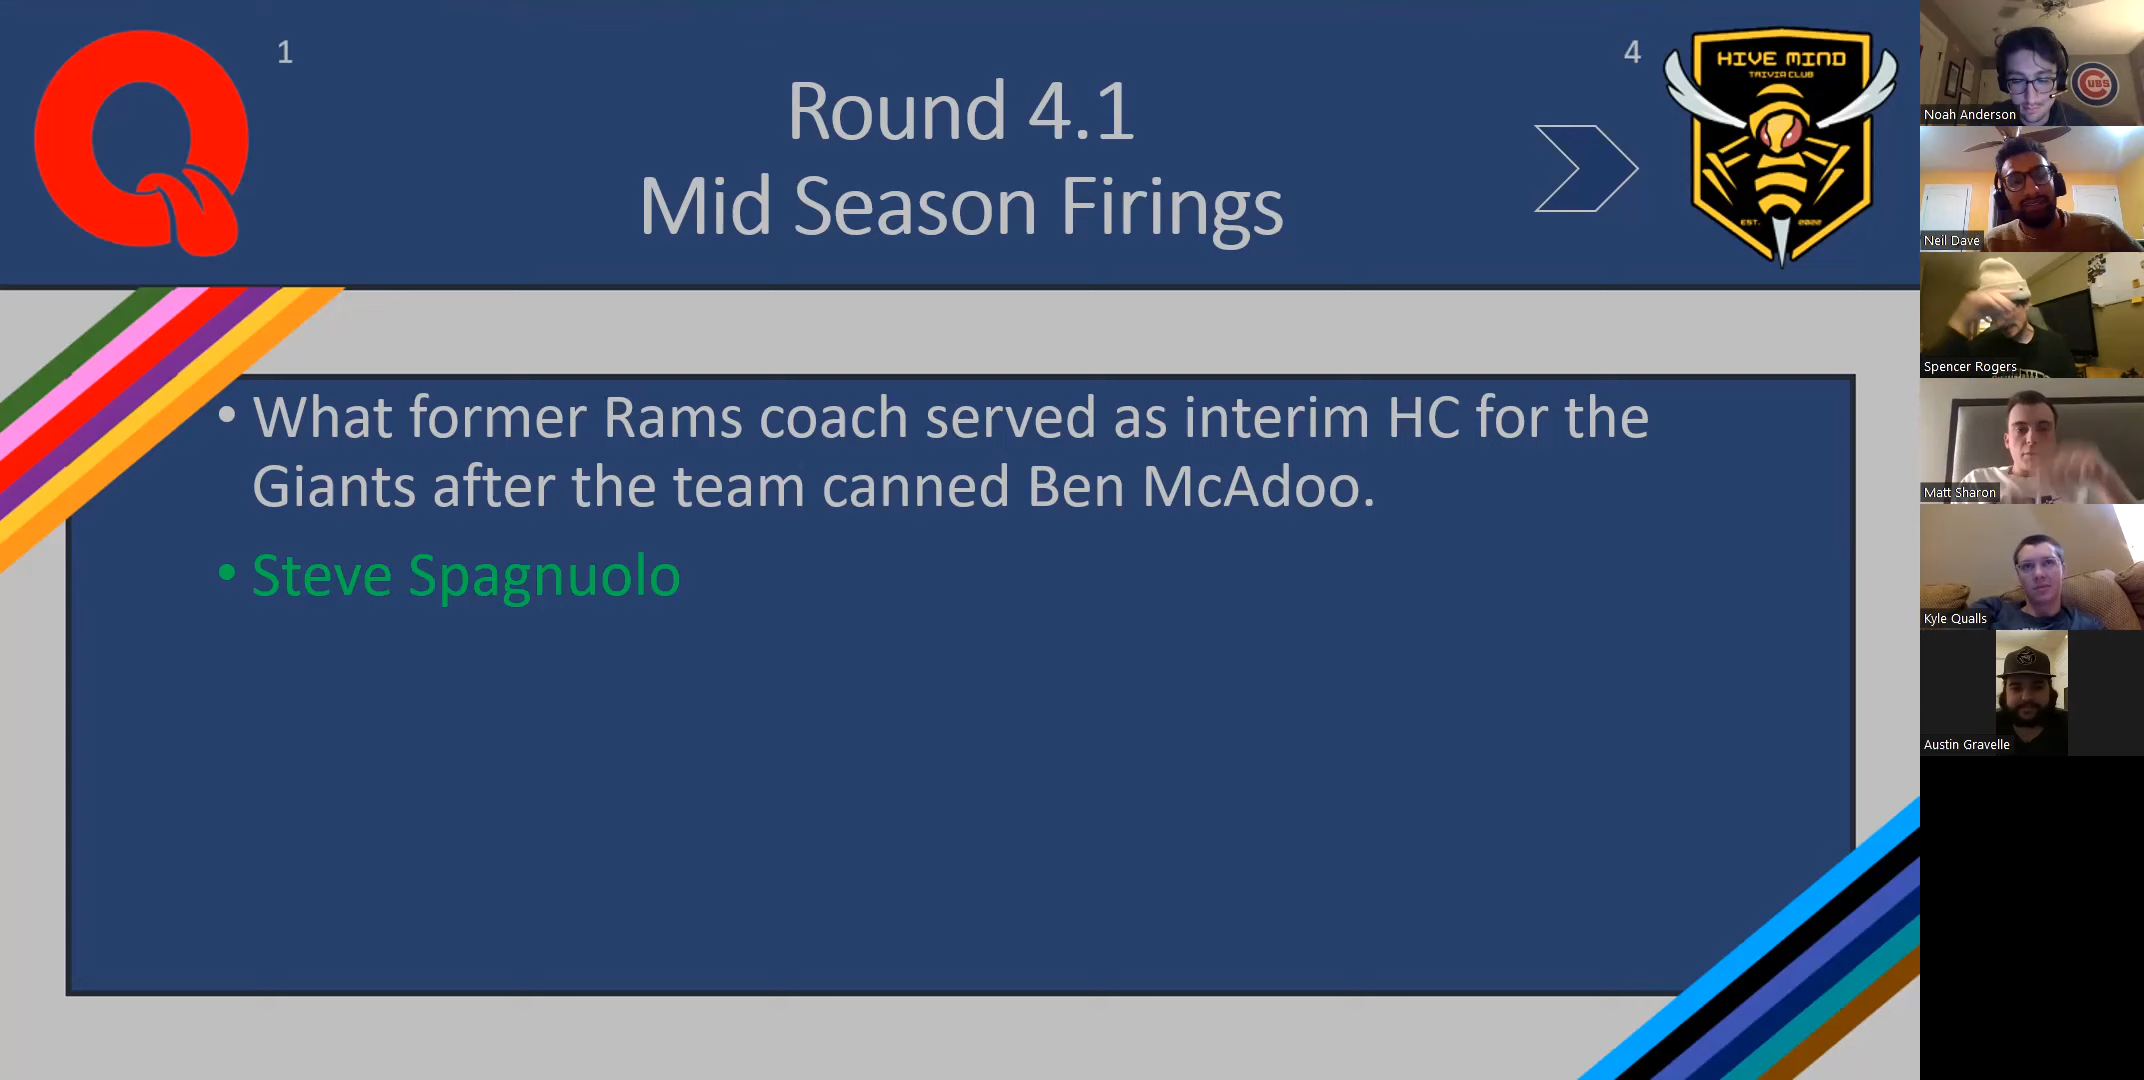 1
4
Round 4.1
Mid Season Firings
HIVE MIND
TRIVIA CLUB
EST. 2022
• What former Rams coach served as interim HC for the
Giants after the team canned Ben McAdoo.
• Steve Spagnuolo
CUBS
Noah Anderson
Neil Dave
Spencer Rogers
Matt Sharon
Kyle Qualls
Austin Gravelle